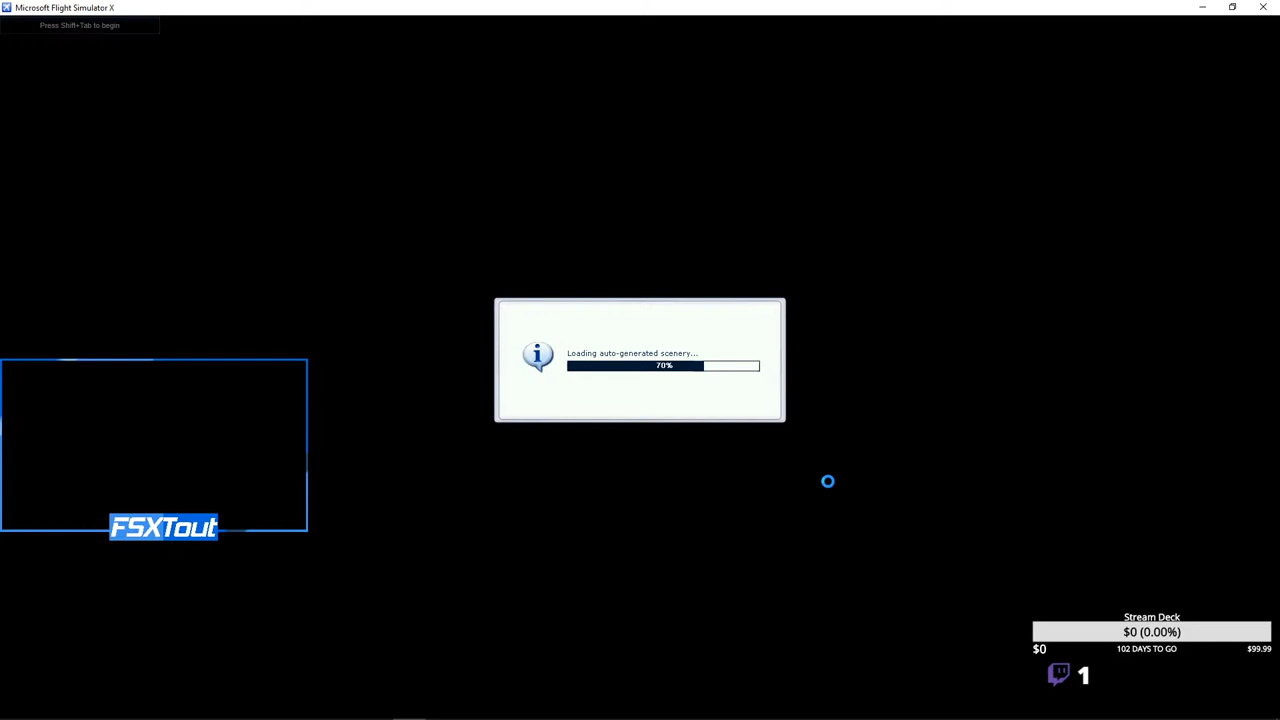 Microsoft Flight Simulator X
Press Shift+Tab to begin
Loading auto-generated scenery...
70%
FSXTout
Stream Deck
$0 (0.00%)
$0 102 DAYS TO GO $99.99
1